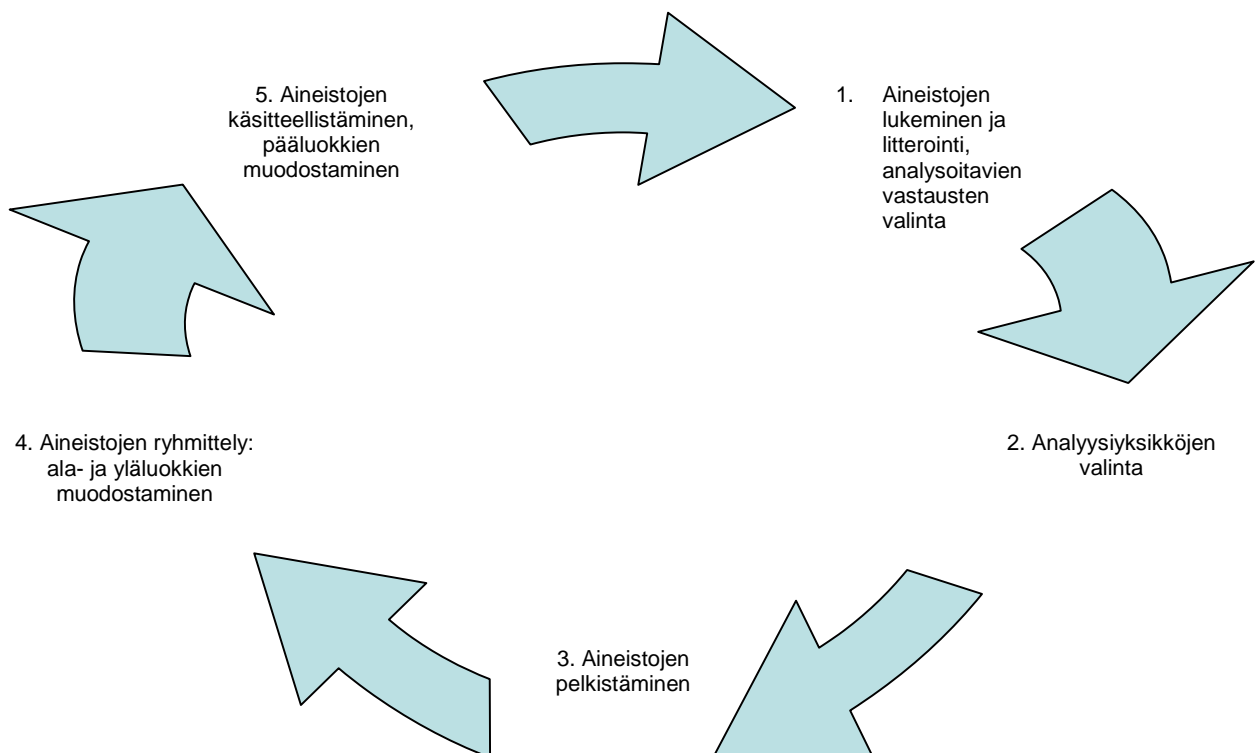 1. Aineistojen
lukeminen ja
litterointi,
analysoitavien
vastausten
valinta
2. Analyysiyksikköjen
valinta
3. Aineistojen
pelkistäminen
4. Aineistojen ryhmittely:
ala- ja yläluokkien
muodostaminen
5. Aineistojen
käsitteellistäminen,
pääluokkien
muodostaminen